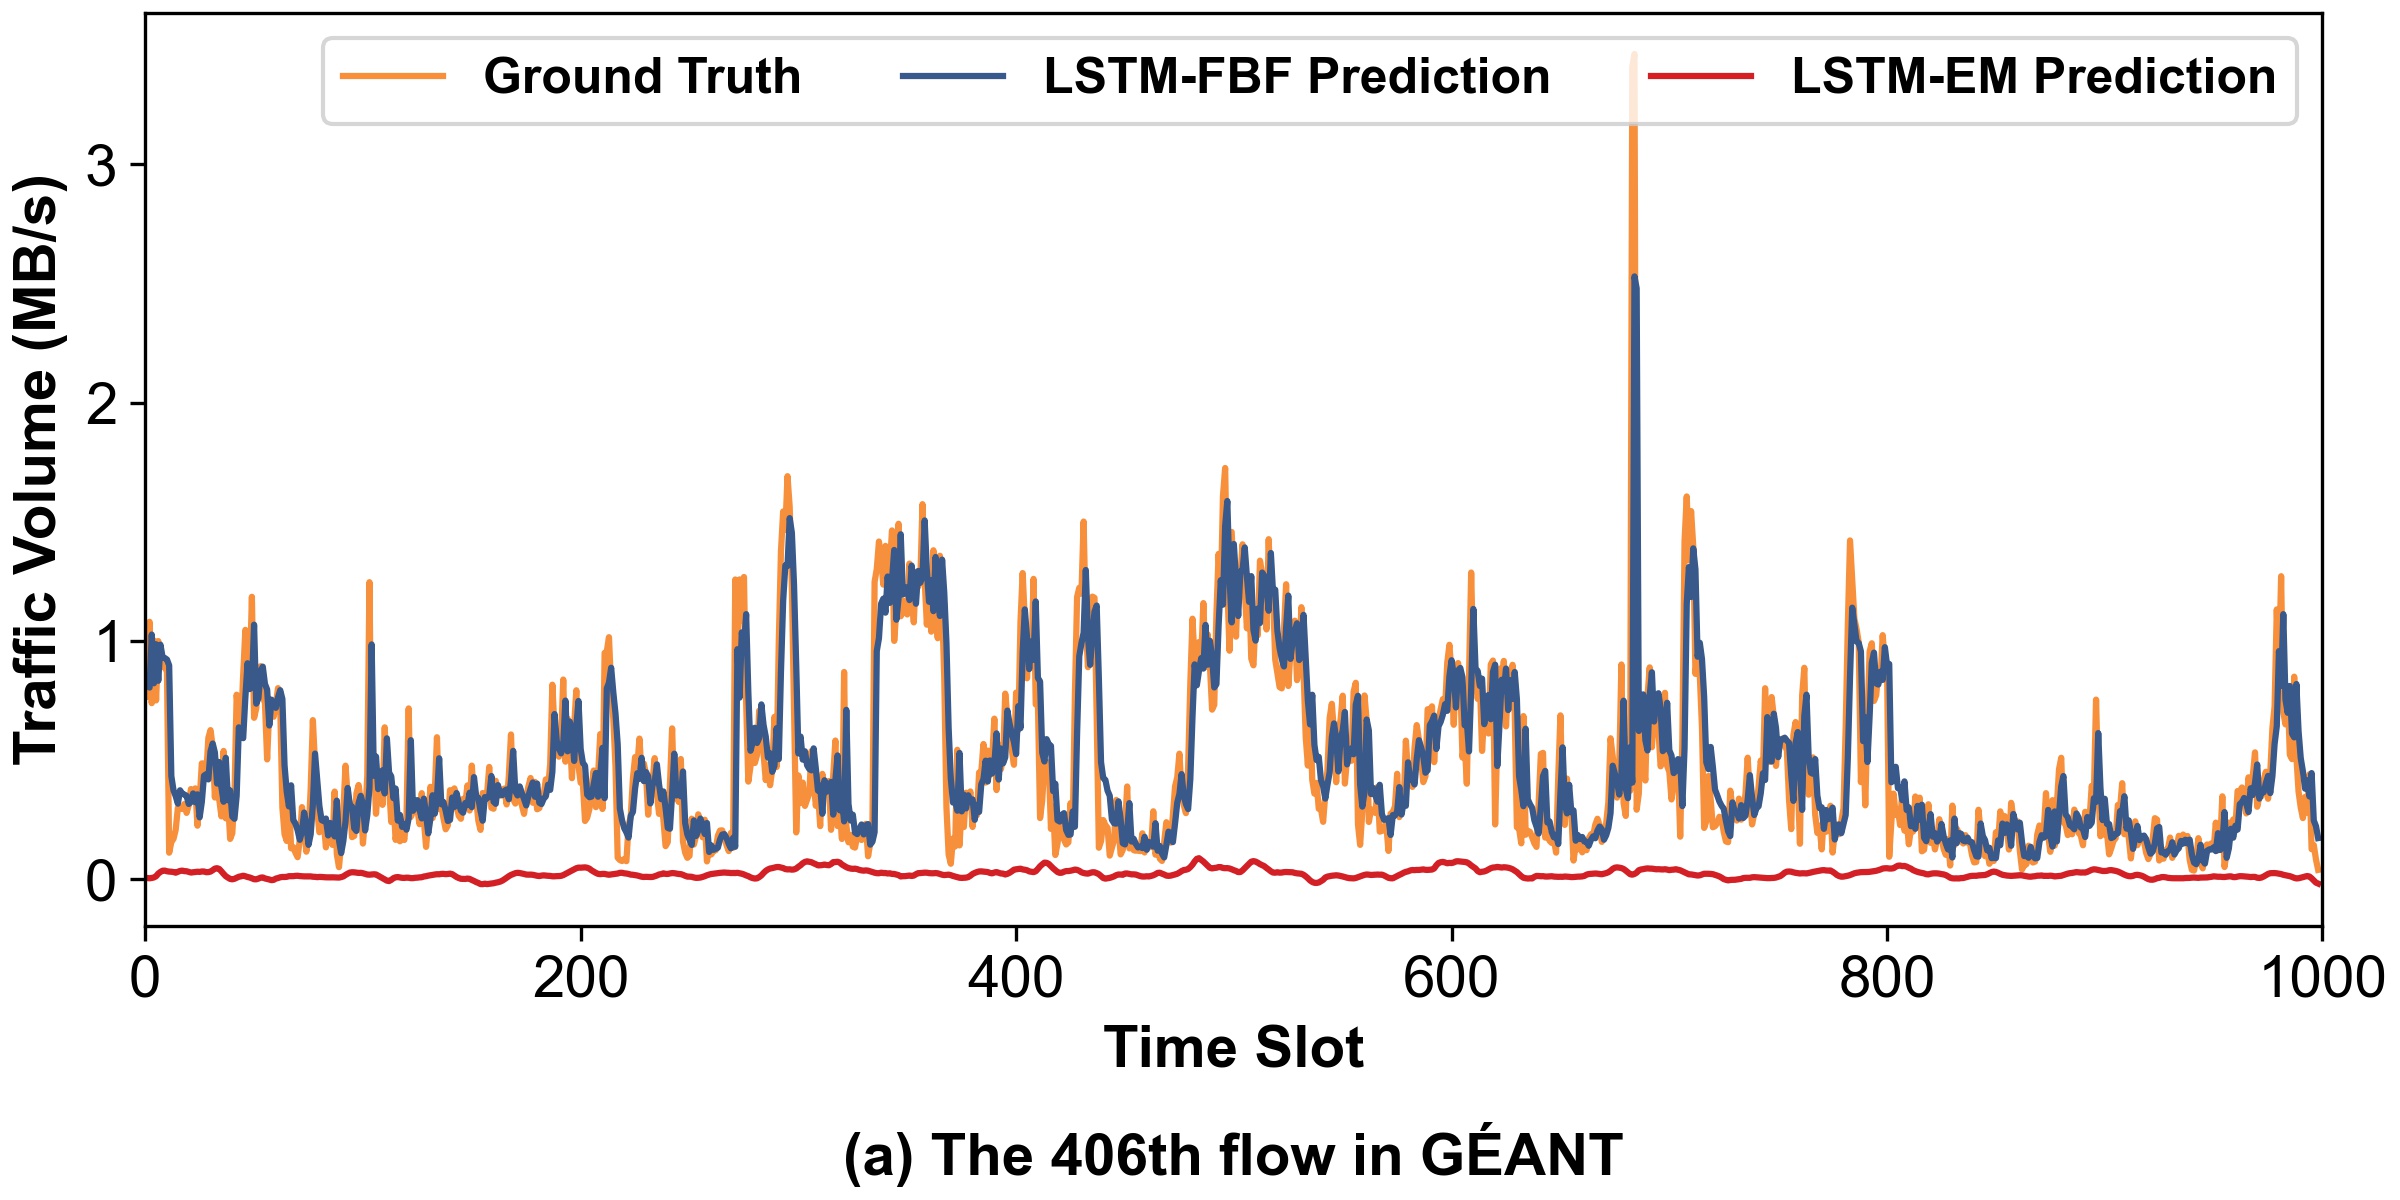 Ground Truth LSTM-FBF Prediction LSTM-EM Prediction
Traffic Volume (MB/s)
3
2
1
0
0 200 400 600 800 1000
Time Slot
(a) The 406th flow in GÉANT